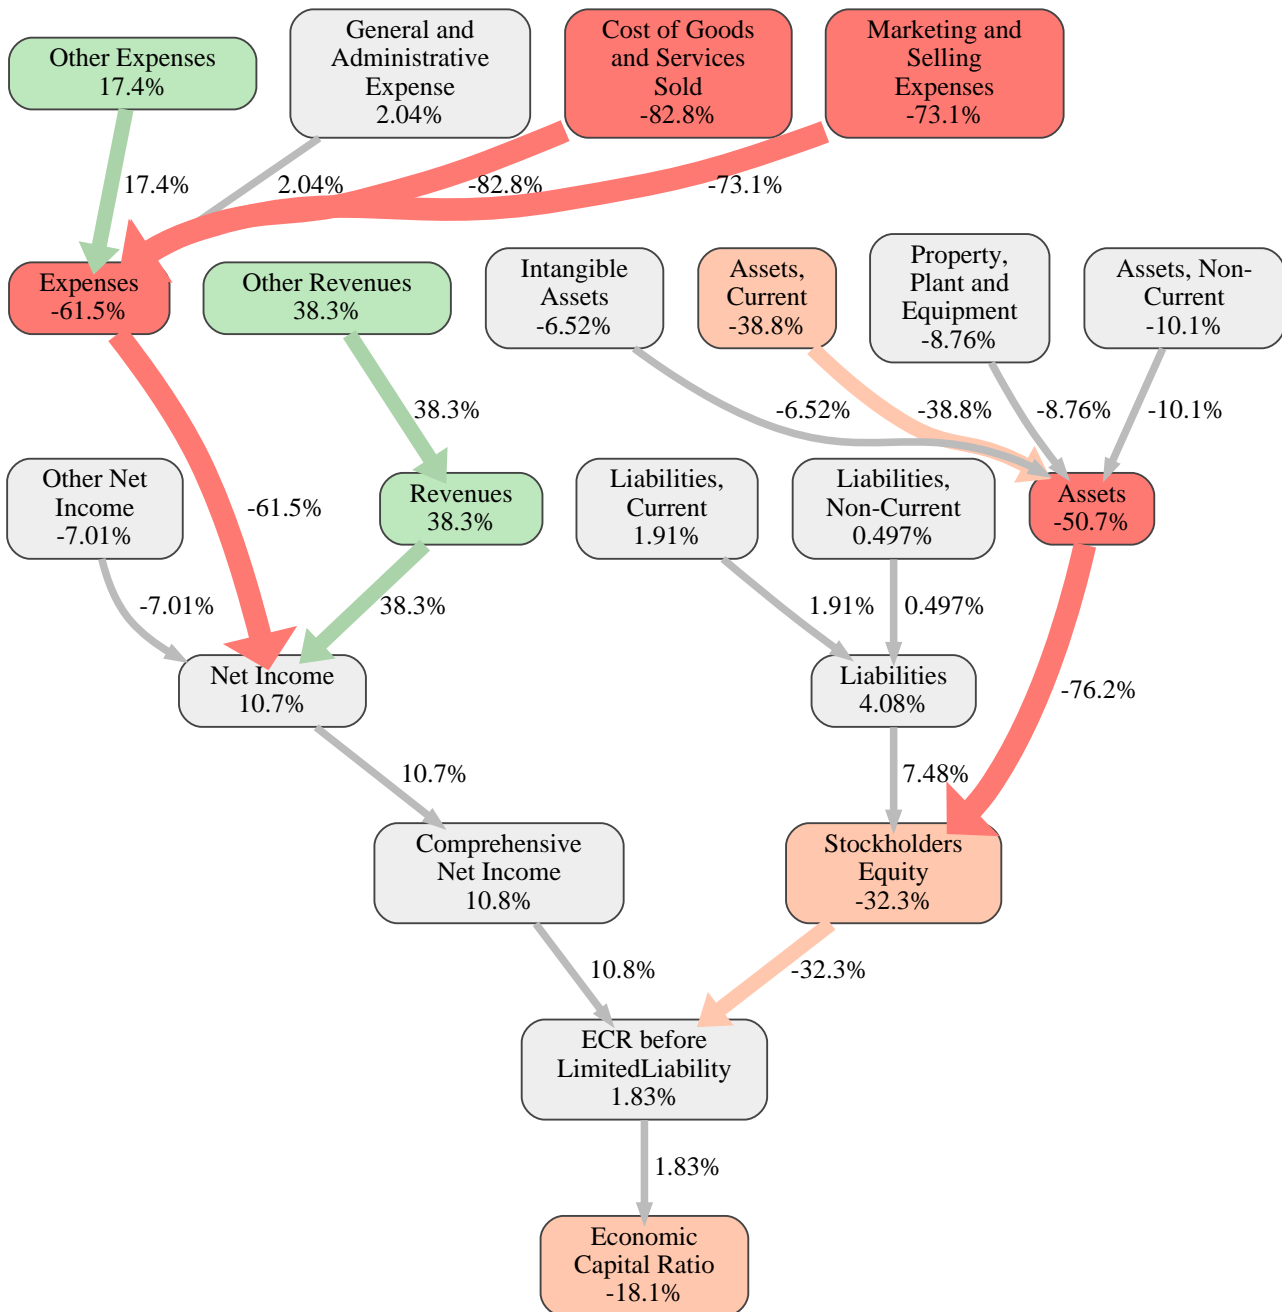 Other Expenses
17.4%
General and
Administrative
Expense
2.04%
Cost of Goods
and Services
Sold
-82.8%
Marketing and
Selling
Expenses
-73.1%
17.4%
2.04%
-82.8%
-73.1%
Expenses
-61.5%
Other Revenues
38.3%
Intangible
Assets
-6.52%
Assets,
Current
-38.8%
Property,
Plant and
Equipment
-8.76%
Assets, Non-
Current
-10.1%
38.3%
-6.52%
-38.8%
-8.76%
-10.1%
Other Net
Income
-7.01%
-61.5%
Revenues
38.3%
Liabilities,
Current
1.91%
Liabilities,
Non-Current
0.497%
Assets
-50.7%
-7.01%
38.3%
1.91%
0.497%
Net Income
10.7%
Liabilities
4.08%
-76.2%
10.7%
7.48%
Comprehensive
Net Income
10.8%
Stockholders
Equity
-32.3%
10.8%
-32.3%
ECR before
LimitedLiability
1.83%
1.83%
Economic
Capital Ratio
-18.1%